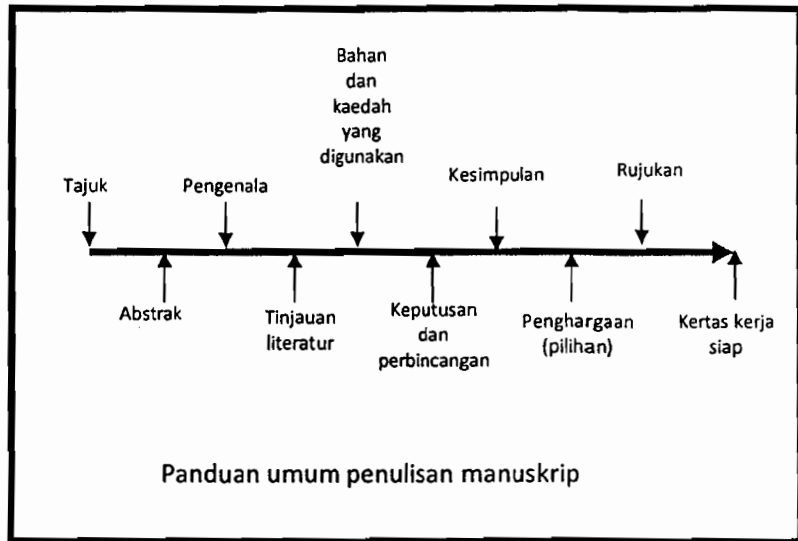 Bahan
dan
kaedah
yang
digunakan
Tajuk
Pengenala
Kesimpulan
Rujukan
Abstrak
Tinjauan
literatur
Keputusan
dan
perbincangan
Penghargaan
(pilihan)
Kertas kerja
siap
Panduan umum penulisan manuskrip